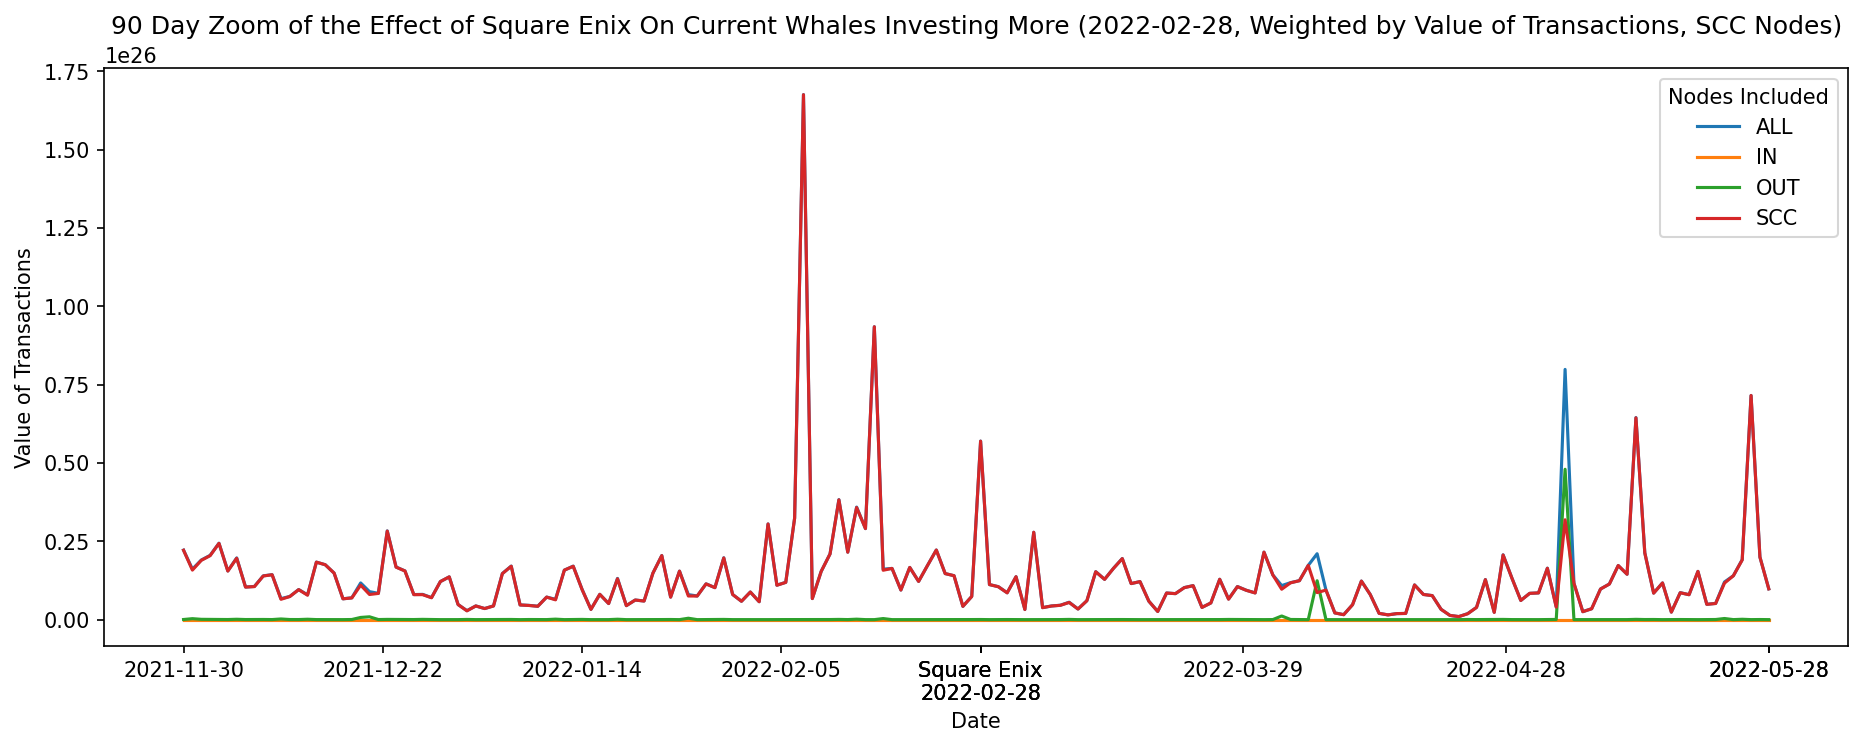 90 Day Zoom of the Effect of Square Enix On Current Whales Investing More (2022-02-28, Weighted by Value of Transactions, SCC Nodes)
1e26
1.75
1.50
1.25
1.00
0.75
0.50
0.25
0.00
Value of Transactions
Nodes Included
ALL
IN
OUT
SCC
2021-11-30
2021-12-22
2022-01-14
2022-02-05
Square Enix
2022-02-28
2022-03-29
2022-04-28
2022-05-28
Date